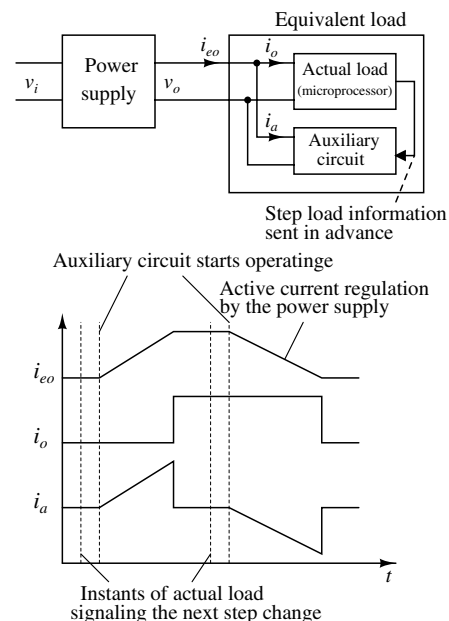 Equivalent load
i_eo
i_o
Power
supply
v_i
v_o
Actual load
(microprocessor)
i_a
Auxiliary
circuit
Step load information
sent in advance
Auxiliary circuit starts operatinge
Active current regulation
by the power supply
i_eo
i_o
i_a
t
Instants of actual load
signaling the next step change